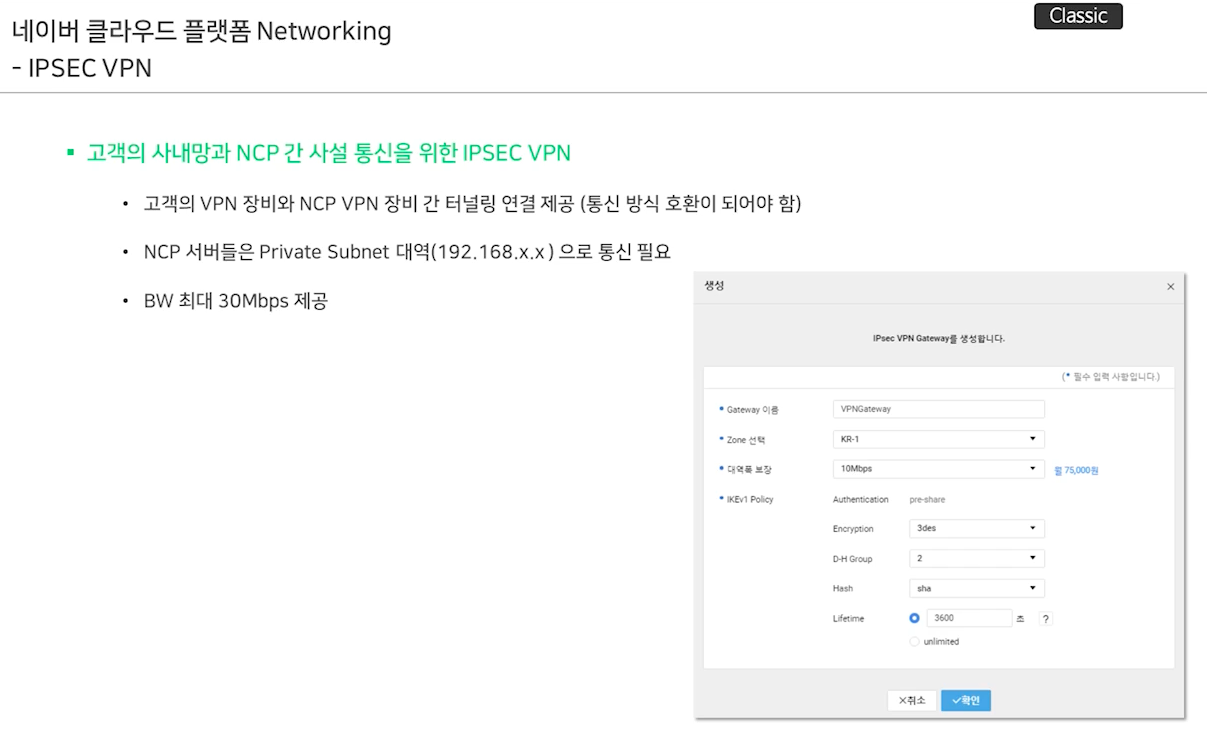 네이버 클라우드 플랫폼 Networking
Classic
- IPSEC VPN
▪ 고객의 사내망과 NCP 간 사설 통신을 위한 IPSEC VPN
• 고객의 VPN 장비와 NCP VPN 장비 간 터널링 연결 제공 (통신 방식 호환이 되어야 함)
• NCP 서버들은 Private Subnet 대역(192.168.x.x ) 으로 통신 필요
• BW 최대 30Mbps 제공
생성 ×
IPsec VPN Gateway를 생성합니다.
(• 필수 입력 사항입니다.)
• Gateway 이름 VPNGateway
• Zone 선택 KR-1
• 대역폭 보장 10Mbps 월 75,000원
• IKEv1 Policy Authentication pre-share
Encryption 3des
D-H Group 2
Hash sha
Lifetime 3600 초 ?
unlimited
×취소 ✓확인